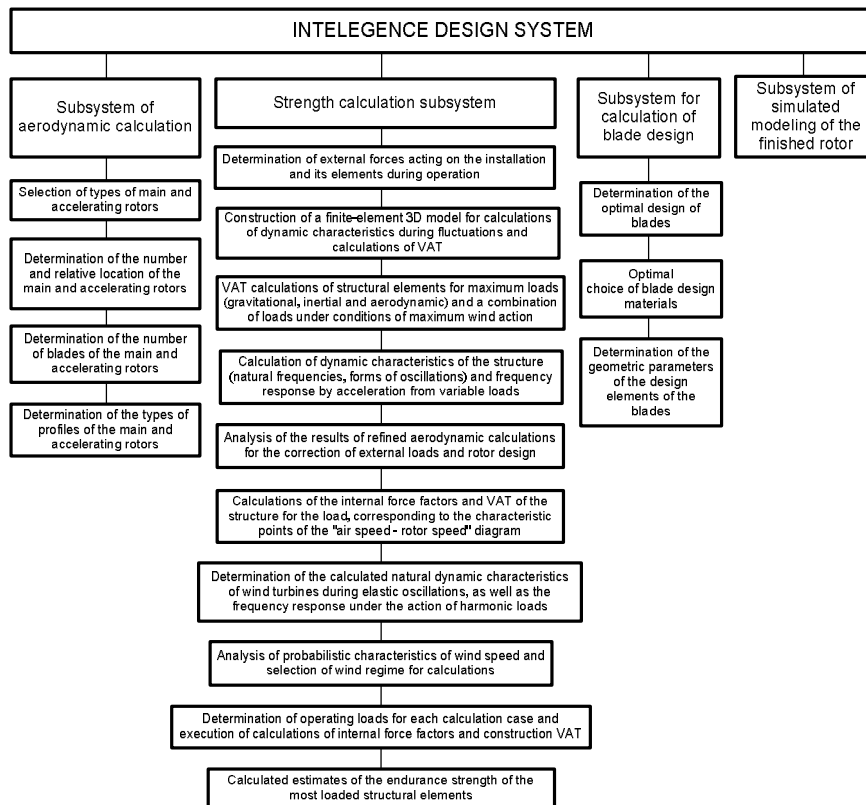 INTELEGENCE DESIGN SYSTEM
Subsystem of
aerodynamic calculation
Selection of types of main and
accelerating rotors
Determination of the number
and relative location of the
main and accelerating rotors
Determination of the number
of blades of the main and
accelerating rotors
Determination of the types of
profiles of the main and
accelerating rotors
Strength calculation subsystem
Determination of external forces acting on the installation
and its elements during operation
Construction of a finite-element 3D model for calculations
of dynamic characteristics during fluctuations and
calculations of VAT
VAT calculations of structural elements for maximum loads
(gravitational, inertial and aerodynamic) and a combination
of loads under conditions of maximum wind action
Calculation of dynamic characteristics of the structure
(natural frequencies, forms of oscillations) and frequency
response by acceleration from variable loads
Analysis of the results of refined aerodynamic calculations
for the correction of external loads and rotor design
Calculations of the internal force factors and VAT of the
structure for the load, corresponding to the characteristic
points of the "air speed - rotor speed" diagram
Determination of the calculated natural dynamic characteristics
of wind turbines during elastic oscillations, as well as the
frequency response under the action of harmonic loads
Analysis of probabilistic characteristics of wind speed and
selection of wind regime for calculations
Determination of operating loads for each calculation case and
execution of calculations of internal force factors and construction VAT
Calculated estimates of the endurance strength of the
most loaded structural elements
Subsystem for
calculation of
blade design
Determination of the
optimal design of
blades
Optimal
choice of blade design
materials
Determination of the
geometric parameters
of the design
elements of the
blades
Subsystem of
simulated
modeling of the
finished rotor